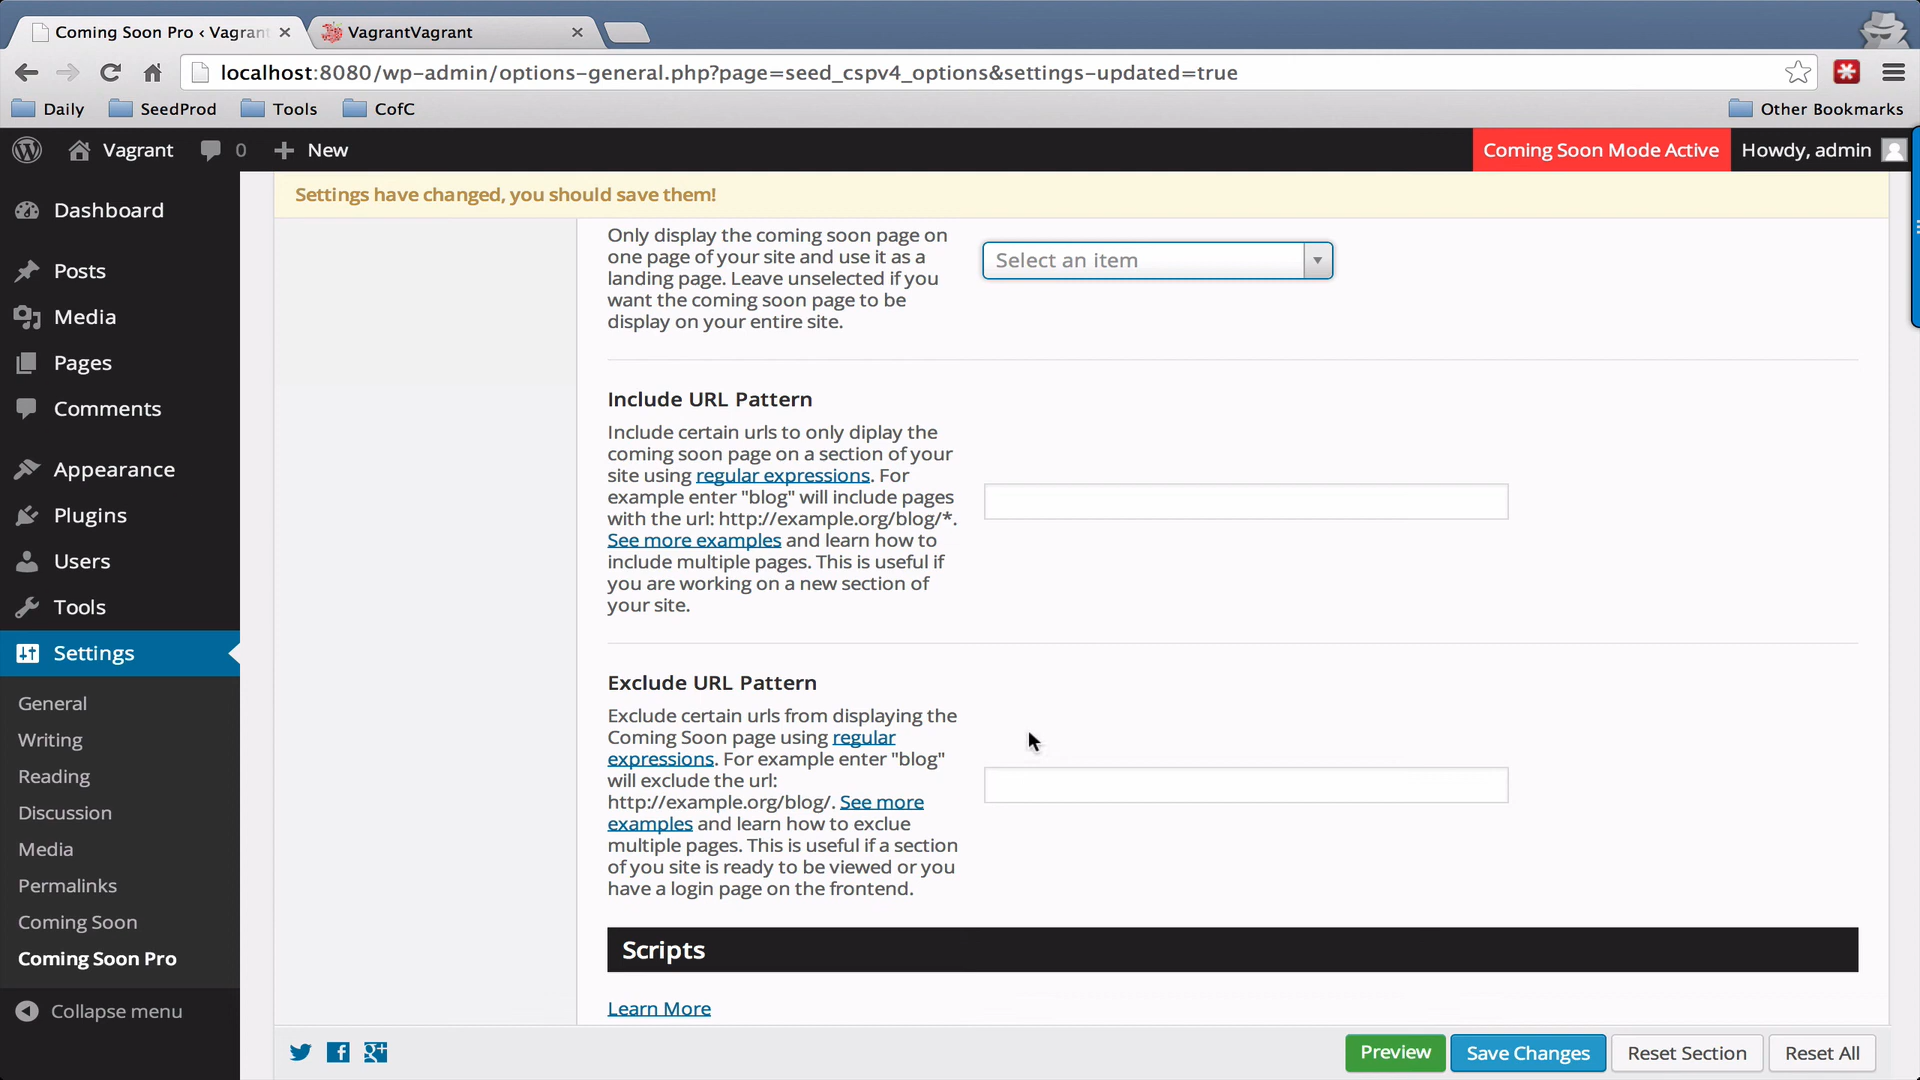 Coming Soon Pro ‹ Vagrant
VagrantVagrant
localhost:8080/wp-admin/options-general.php?page=seed_cspv4_options&settings-updated=true
Daily
SeedProd
Tools
CofC
Other Bookmarks
Vagrant
0
New
Coming Soon Mode Active
Howdy, admin
Dashboard
Posts
Media
Pages
Comments
Appearance
Plugins
Users
Tools
Settings
General
Writing
Reading
Discussion
Media
Permalinks
Coming Soon
Coming Soon Pro
Collapse menu
Settings have changed, you should save them!
Only display the coming soon page on
one page of your site and use it as a
landing page. Leave unselected if you
want the coming soon page to be
display on your entire site.
Select an item
Include URL Pattern
Include certain urls to only diplay the
coming soon page on a section of your
site using regular expressions. For
example enter "blog" will include pages
with the url: http://example.org/blog/*.
See more examples and learn how to
include multiple pages. This is useful if
you are working on a new section of
your site.
Exclude URL Pattern
Exclude certain urls from displaying the
Coming Soon page using regular
expressions. For example enter "blog"
will exclude the url:
http://example.org/blog/. See more
examples and learn how to exclue
multiple pages. This is useful if a section
of you site is ready to be viewed or you
have a login page on the frontend.
Scripts
Learn More
Preview
Save Changes
Reset Section
Reset All